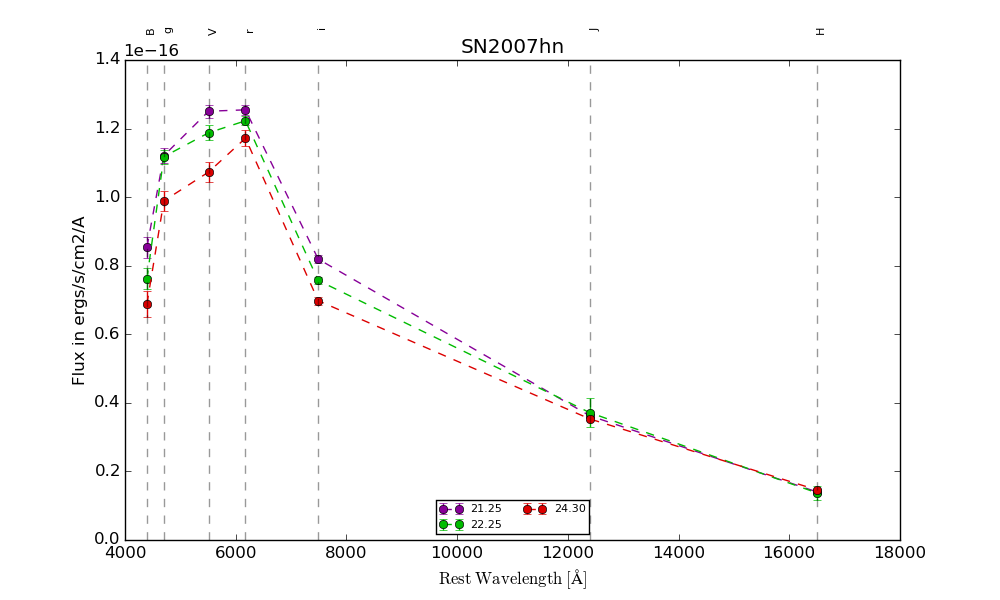 B g V r i J H
1e−16
SN2007hn
1.4
1.2
1.0
0.8
0.6
0.4
0.2
0.0
Flux in ergs/s/cm2/A
21.25 24.30
22.25
4000 6000 8000 10000 12000 14000 16000 18000
Rest Wavelength [Å]